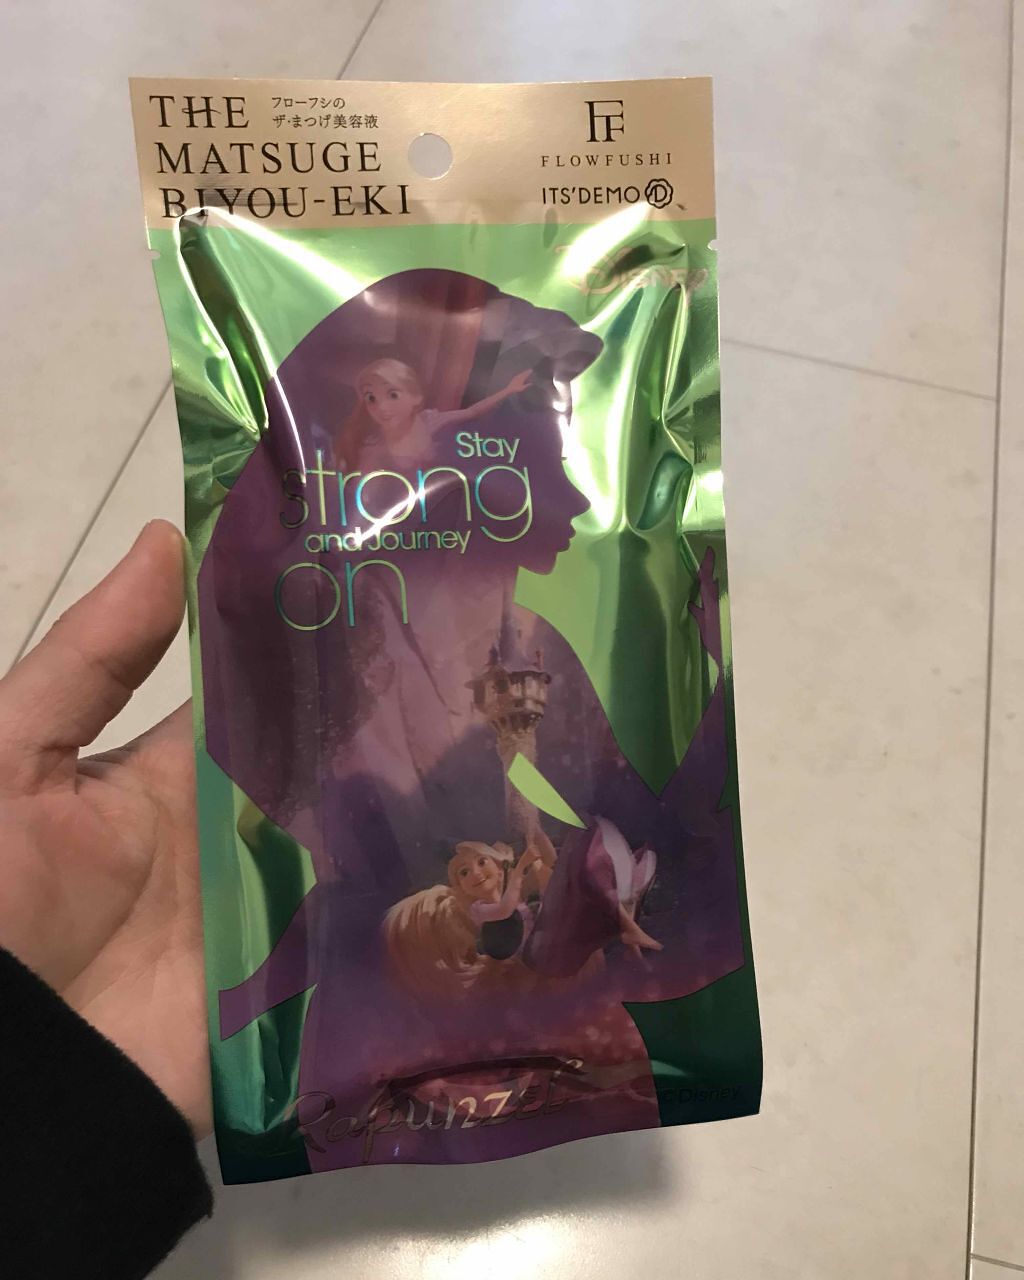 THE
MATSUGE
BIYOU-EKI
フローフシの
ザ・まつげ美容液
FF
FLOWFUSHI
ITS'DEMO D
Disney
Stay
strong
and Journey
on
Rapunzel
©Disney